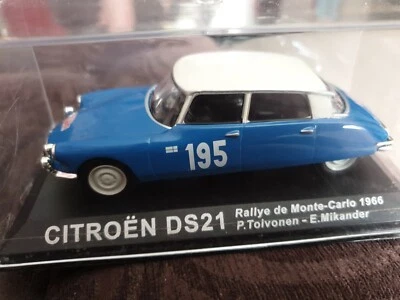 195
CITROËN DS21
Rallye de Monte-Carlo 1966
P.Toivonen - E.Mikander